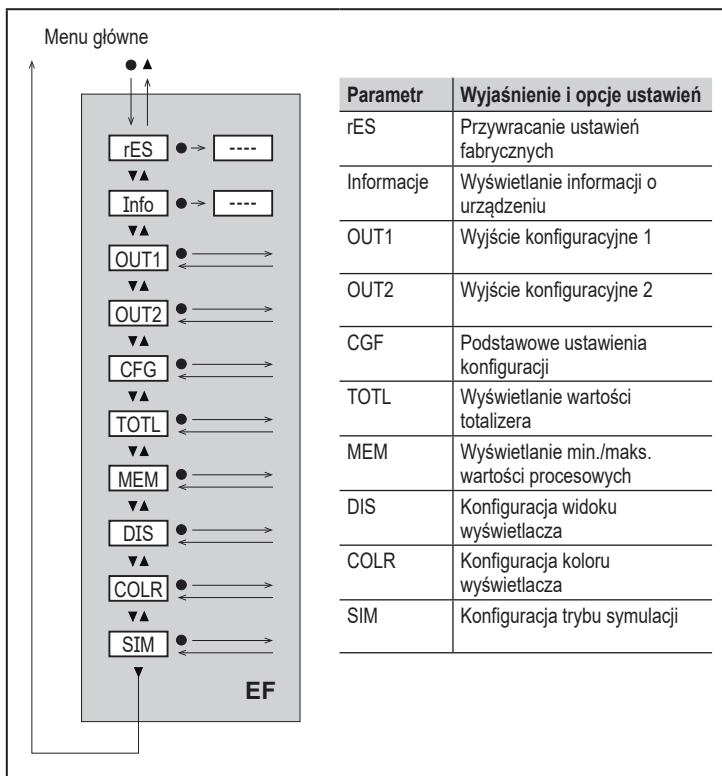 Menu główne
rES
----
Info
----
OUT1
OUT2
CFG
TOTL
MEM
DIS
COLR
SIM
EF
Parametr Wyjaśnienie i opcje ustawień
rES Przywracanie ustawień
fabrycznych
Informacje Wyświetlanie informacji o
urządzeniu
OUT1 Wyjście konfiguracyjne 1
OUT2 Wyjście konfiguracyjne 2
CGF Podstawowe ustawienia
konfiguracji
TOTL Wyświetlanie wartości
totalizera
MEM Wyświetlanie min./maks.
wartości procesowych
DIS Konfiguracja widoku
wyświetlacza
COLR Konfiguracja koloru
wyświetlacza
SIM Konfiguracja trybu symulacji